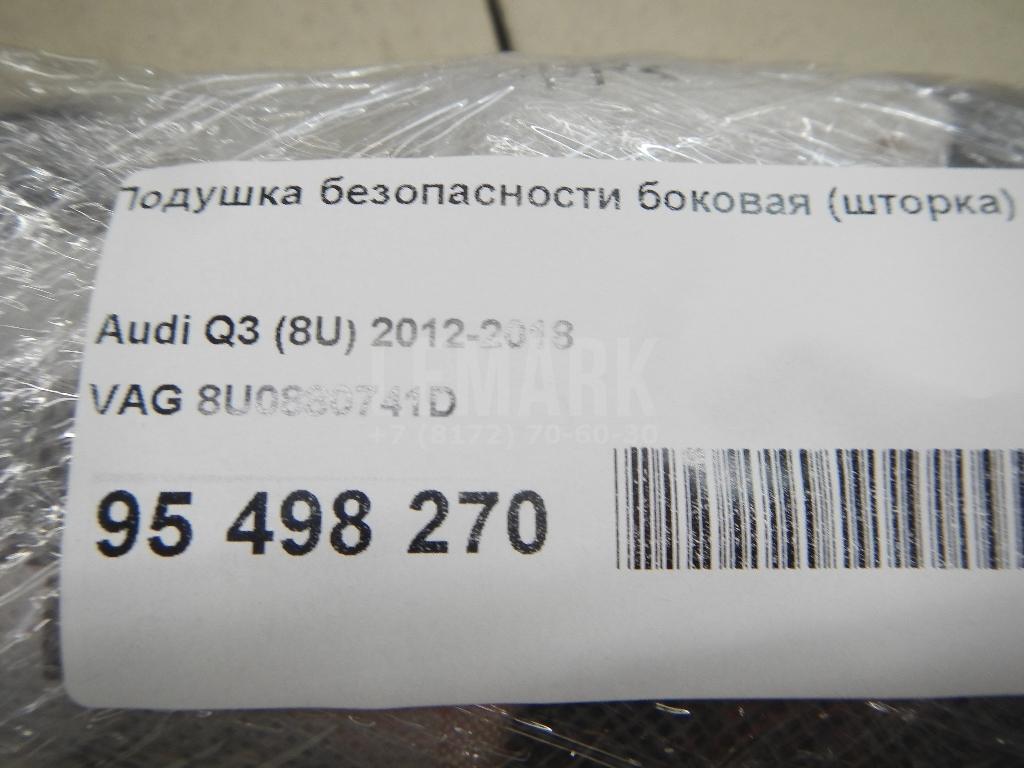 Подушка безопасности боковая (шторка)
Audi Q3 (8U) 2012-2018
VAG 8U0880741D
LEMARK
+7 (8172) 70-60-30
95 498 270